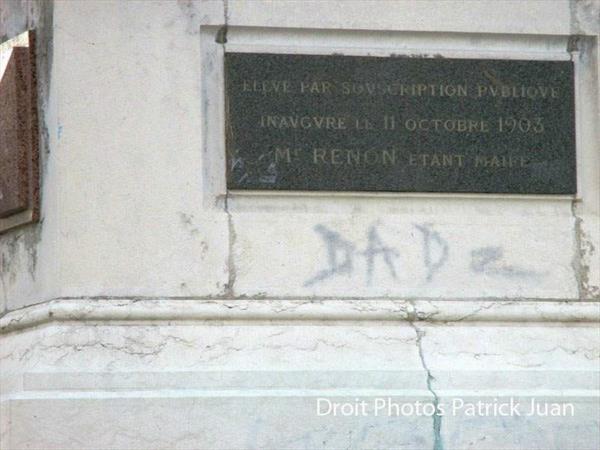 ELEVE PAR SOVSCRIPTION PVBLIQVE
INAVGVRE LE 11 OCTOBRE 1903
Mr RENON ETANT MAIRE
DAD
Droit Photos Patrick Juan